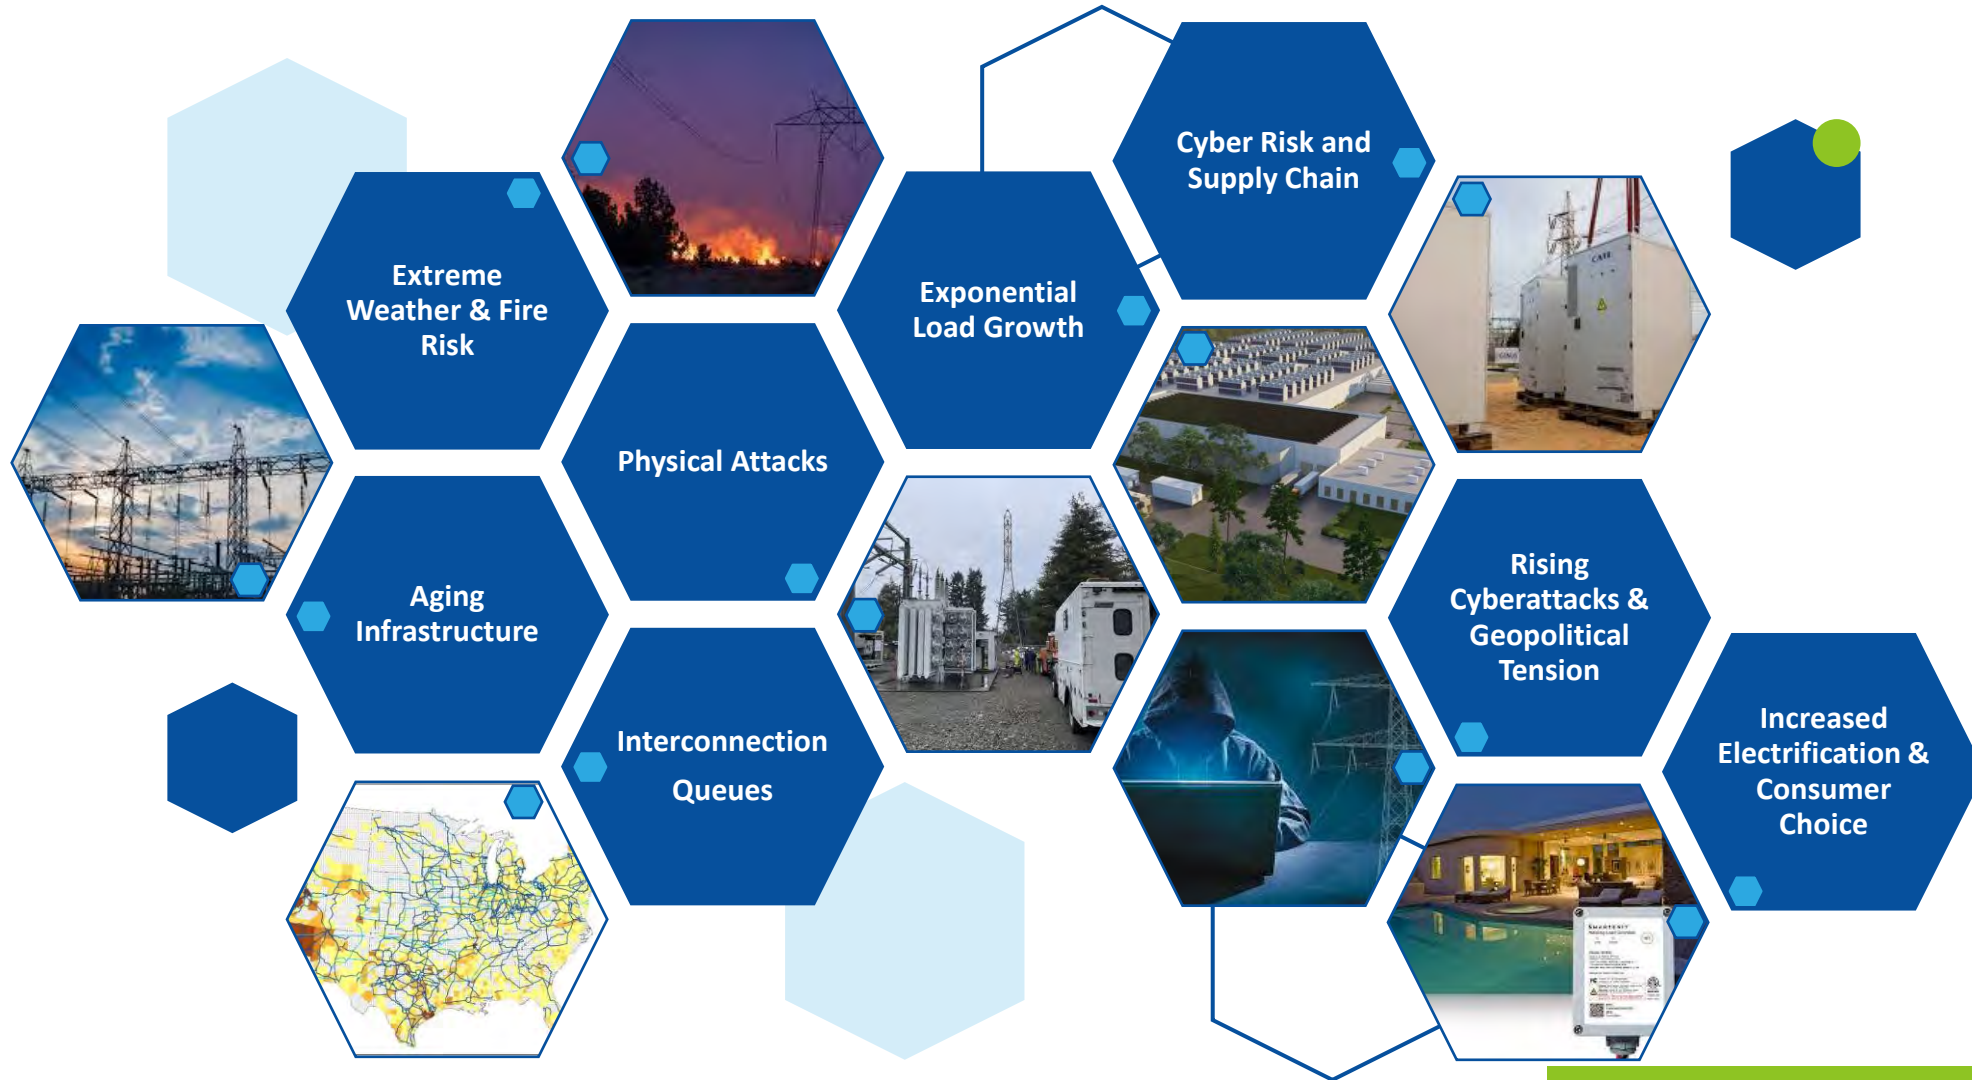 Cyber Risk and
Supply Chain
Extreme
Weather & Fire
Risk
Exponential
Load Growth
Physical Attacks
Aging
Infrastructure
Rising
Cyberattacks &
Geopolitical
Tension
Interconnection
Queues
Increased
Electrification &
Consumer
Choice
SMARTENIT